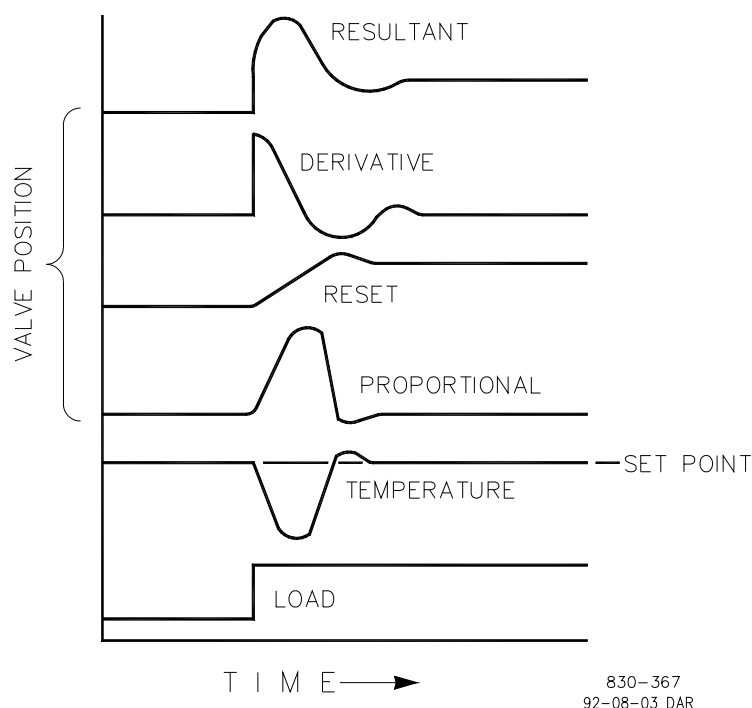 RESULTANT
DERIVATIVE
VALVE POSITION
RESET
PROPORTIONAL
SET POINT
TEMPERATURE
LOAD
TIME
830-367
92-08-03 DAR